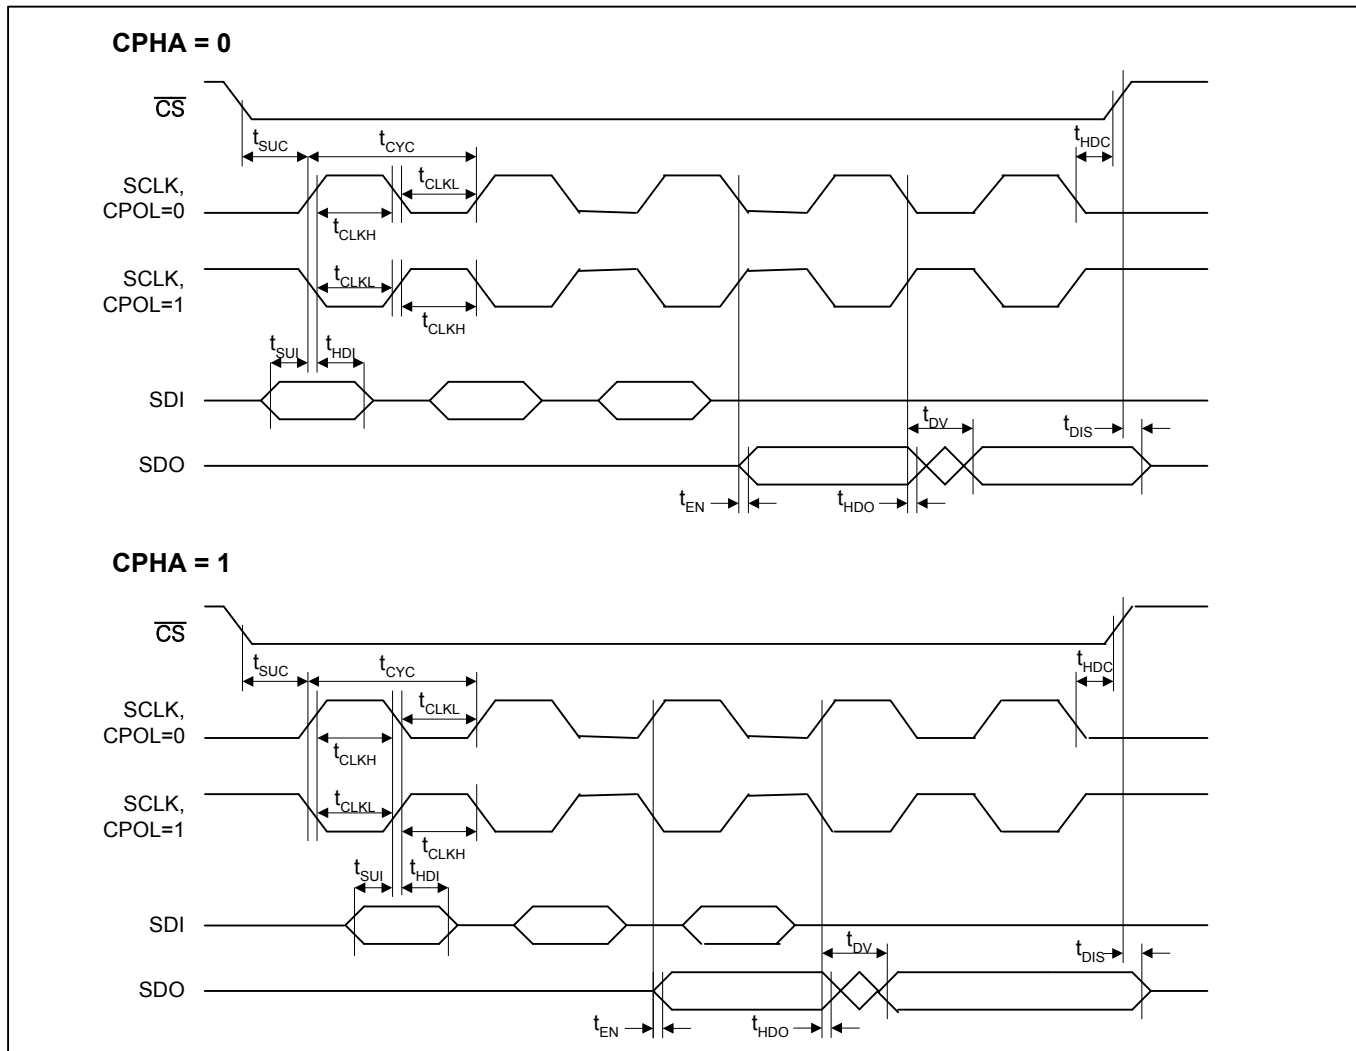 CPHA = 0
CS
tSUC
tCYC
tHDC
SCLK,
CPOL=0
tCLKL
tCLKH
SCLK,
CPOL=1
tCLKL
tCLKH
tSUI
tHDI
SDI
tDV
tDIS
SDO
tEN
tHDO
CPHA = 1
CS
tSUC
tCYC
tHDC
SCLK,
CPOL=0
tCLKL
tCLKH
SCLK,
CPOL=1
tCLKL
tCLKH
tSUI
tHDI
SDI
tDV
tDIS
SDO
tEN
tHDO